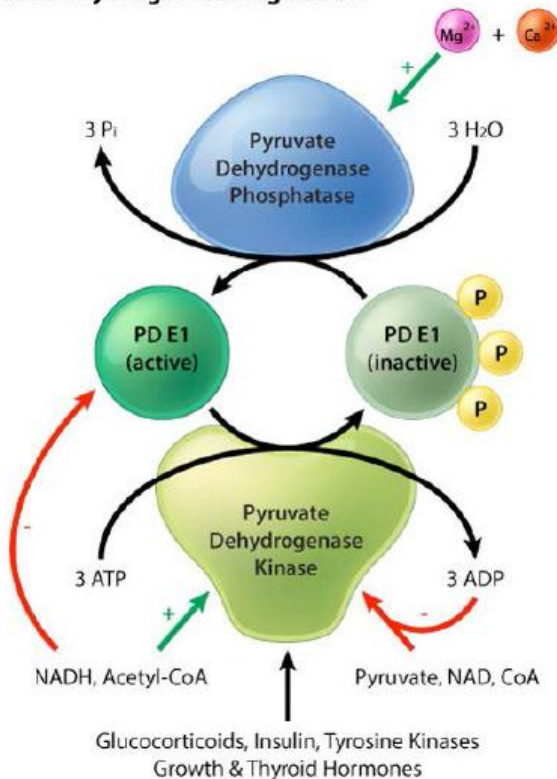 Mg²⁺ + Ca²⁺
+
3 Pi
Pyruvate
Dehydrogenase
Phosphatase
3 H₂O
PD E1
(active)
PD E1
(inactive)
P
P
P
Pyruvate
Dehydrogenase
Kinase
-
3 ATP
3 ADP
+
-
NADH, Acetyl-CoA
Pyruvate, NAD, CoA
Glucocorticoids, Insulin, Tyrosine Kinases
Growth & Thyroid Hormones